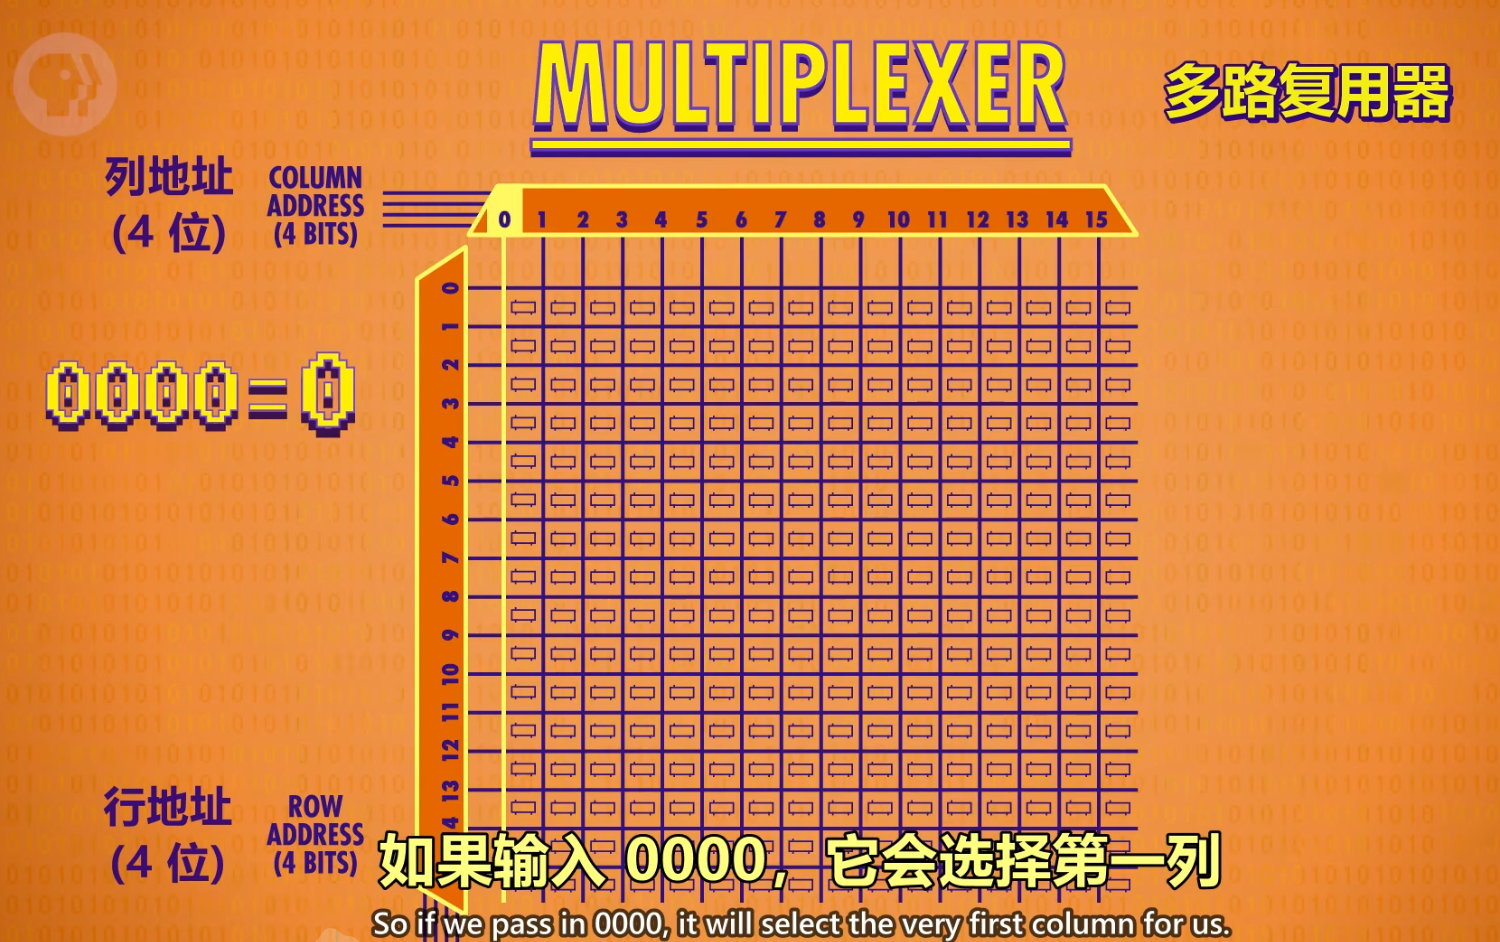 MULTIPLEXER
多路复用器
列地址
(4 位)
COLUMN
ADDRESS
(4 BITS)
0 1 2 3 4 5 6 7 8 9 10 11 12 13 14 15
0
1
2
3
4
5
6
7
8
9
10
11
12
13
0000=0
行地址
(4 位)
ROW
ADDRESS
(4 BITS)
如果输入 0000，它会选择第一列
So if we pass in 0000, it will select the very first column for us.